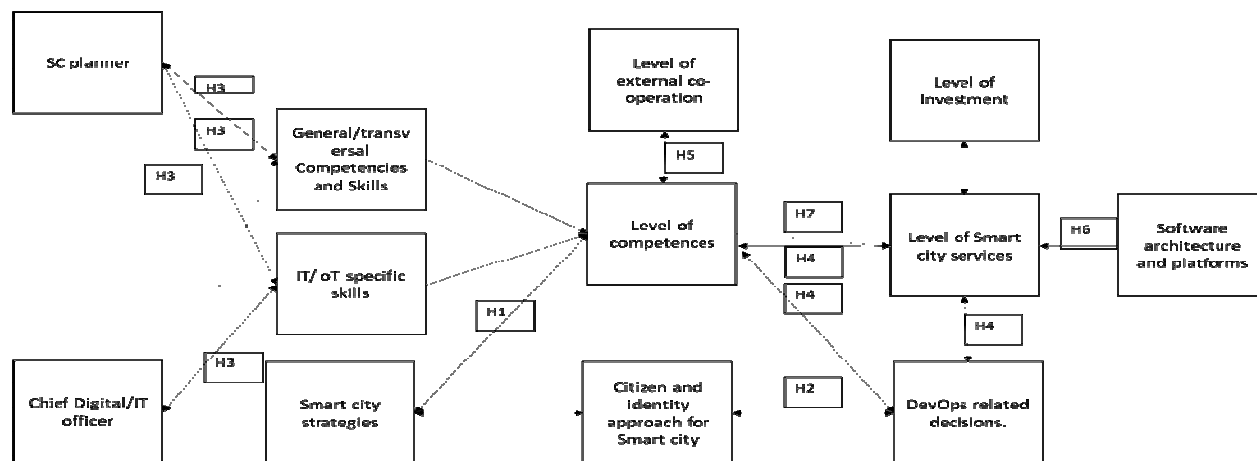 SC planner
H3
H3
H3
General/transv
ersal
Competencies
and Skills
IT/ oT specific
skills
H3
Chief Digital/IT
officer
Smart city
strategies
H1
Level of
external co-
operation
H5
Level of
competences
Citizen and
identity
approach for
Smart city
H7
H4
H4
H2
Level of
Investment
Level of Smart
city services
H6
Software
architecture
and platforms
H4
DevOps related
decisions.